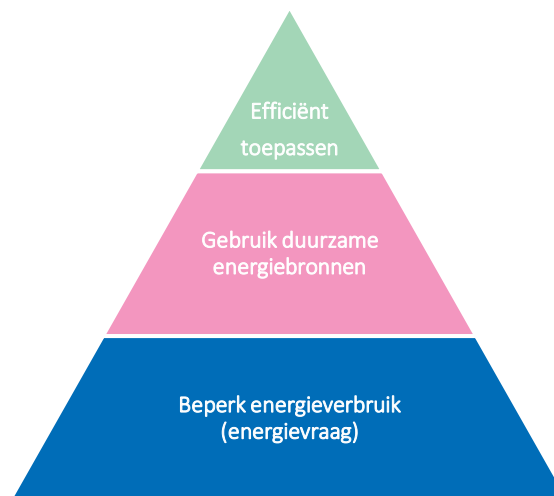 Efficiënt
toepassen
Gebruik duurzame
energiebronnen
Beperk energieverbruik
(energievraag)